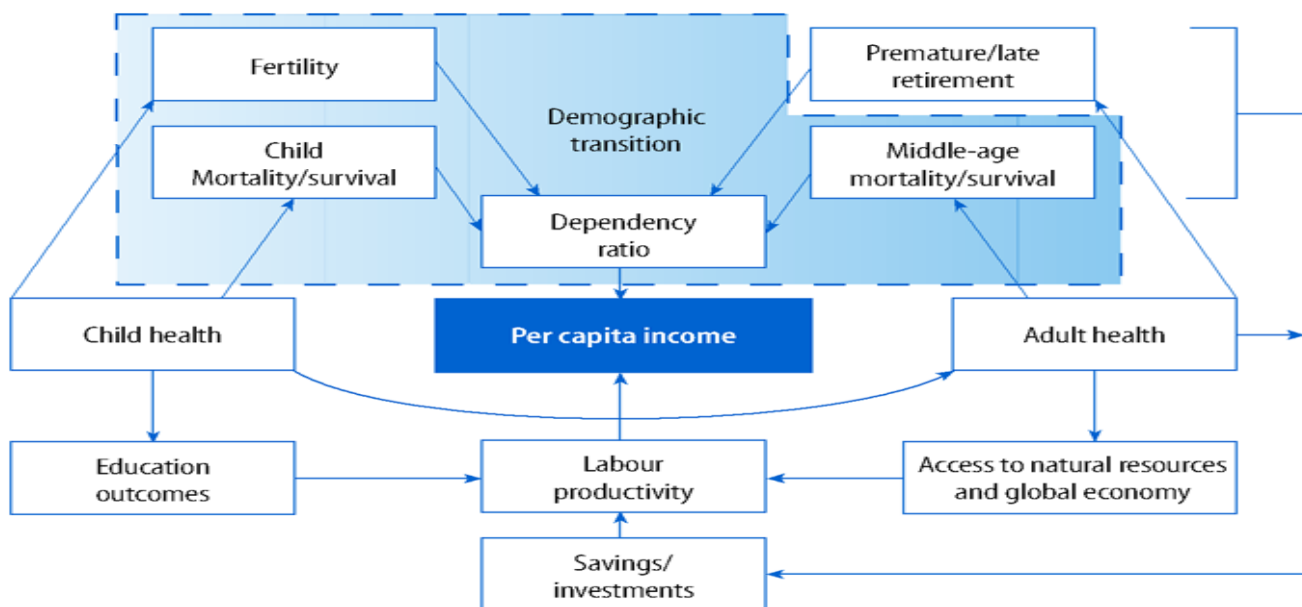 Fertility
Premature/late
retirement
Demographic
transition
Child
Mortality/survival
Middle-age
mortality/survival
Dependency
ratio
Child health
Per capita income
Adult health
Education
outcomes
Labour
productivity
Access to natural resources
and global economy
Savings/
investments